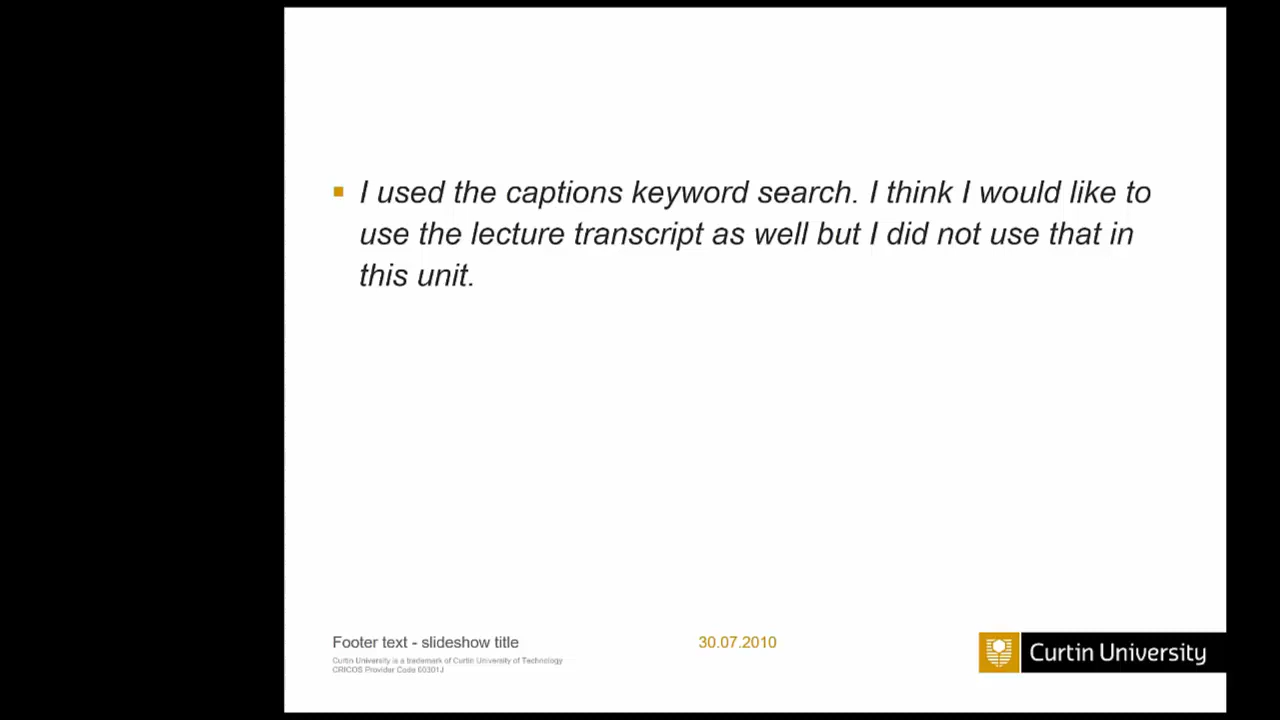 I used the captions keyword search. I think I would like to
use the lecture transcript as well but I did not use that in
this unit.
Footer text - slideshow title
30.07.2010
Curtin University is a trademark of Curtin University of Technology
CRICOS Provider Code 00301J
Curtin University